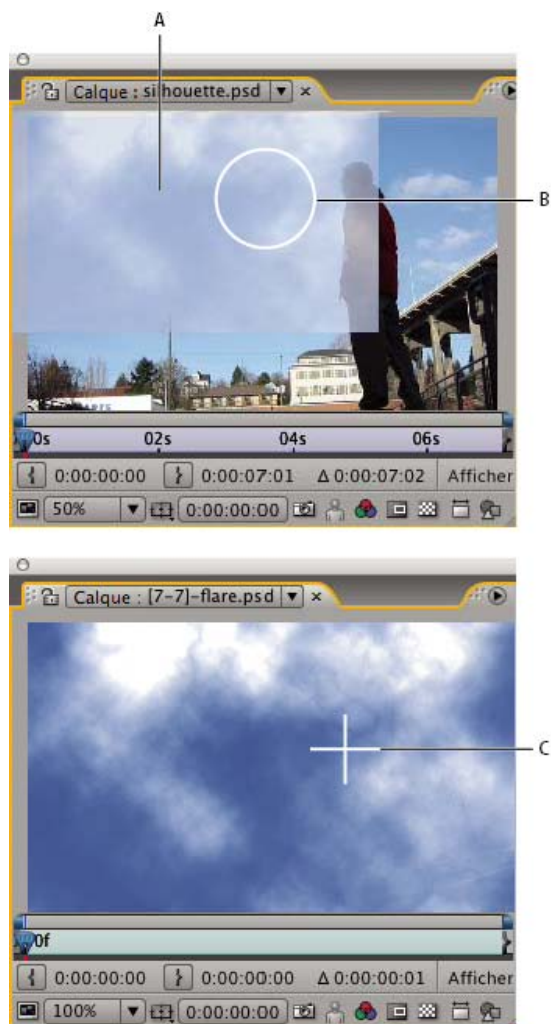 A
Calque : silhouette.psd
B
0s 02s 04s 06s
0:00:00:00 0:00:07:01 Δ 0:00:07:02 Afficher
50% 0:00:00:00
Calque : [7-7]-flare.psd
C
0f
0:00:00:00 0:00:00:00 Δ 0:00:00:01 Afficher
100% 0:00:00:00